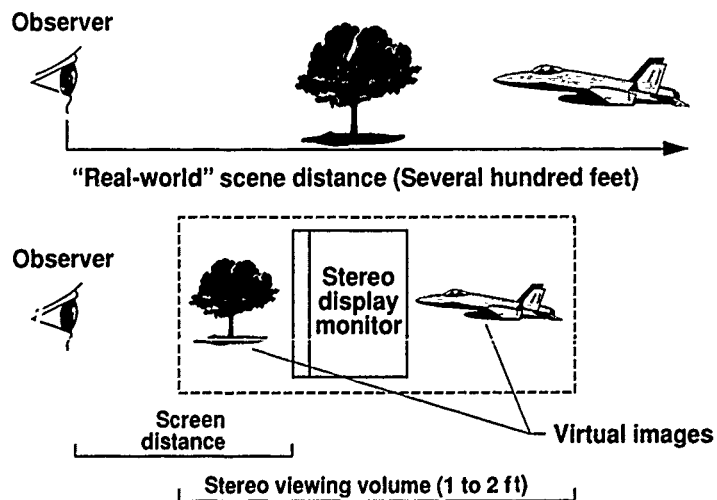 Observer
"Real-world" scene distance (Several hundred feet)
Observer
Stereo
display
monitor
Screen
distance
Virtual images
Stereo viewing volume (1 to 2 ft)